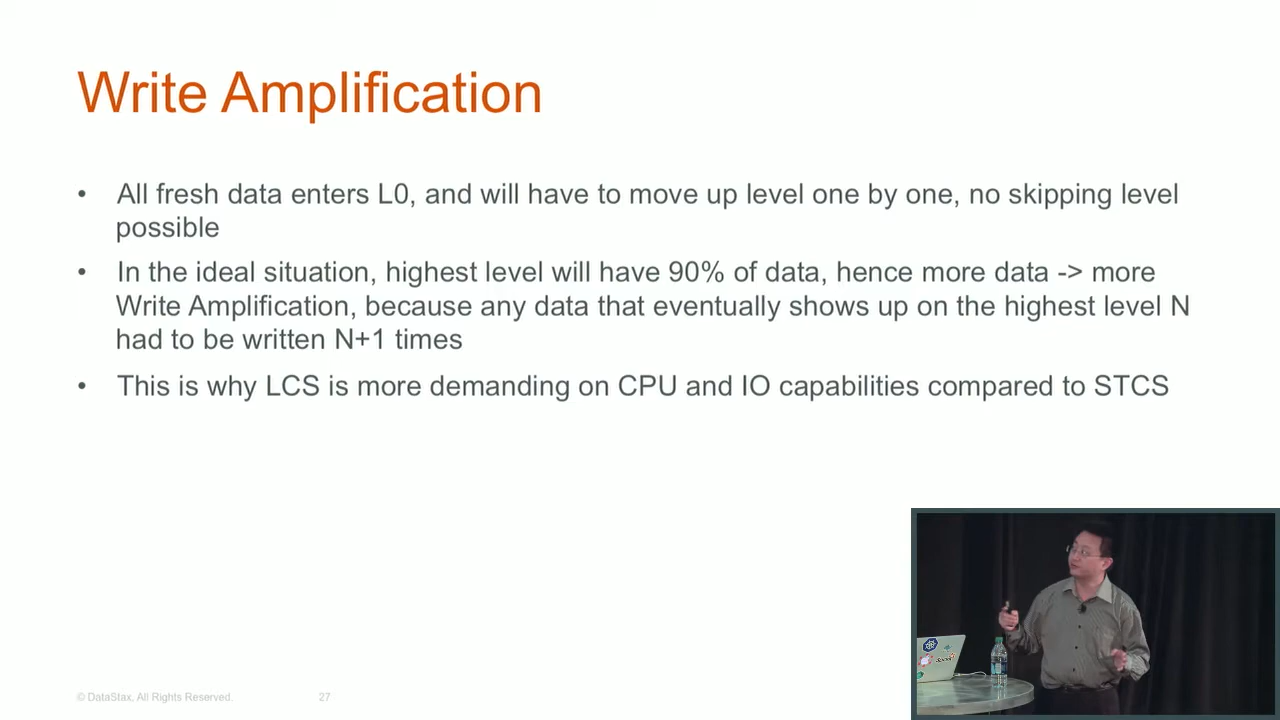 Write Amplification
• All fresh data enters L0, and will have to move up level one by one, no skipping level
possible
• In the ideal situation, highest level will have 90% of data, hence more data -> more
Write Amplification, because any data that eventually shows up on the highest level N
had to be written N+1 times
• This is why LCS is more demanding on CPU and IO capabilities compared to STCS
© DataStax, All Rights Reserved.
27